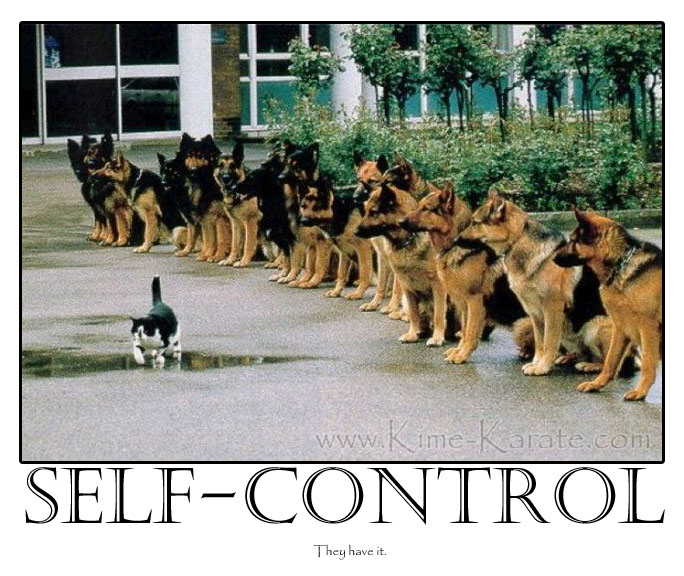 www.Kime-Karate.com
SELF-CONTROL
They have it.